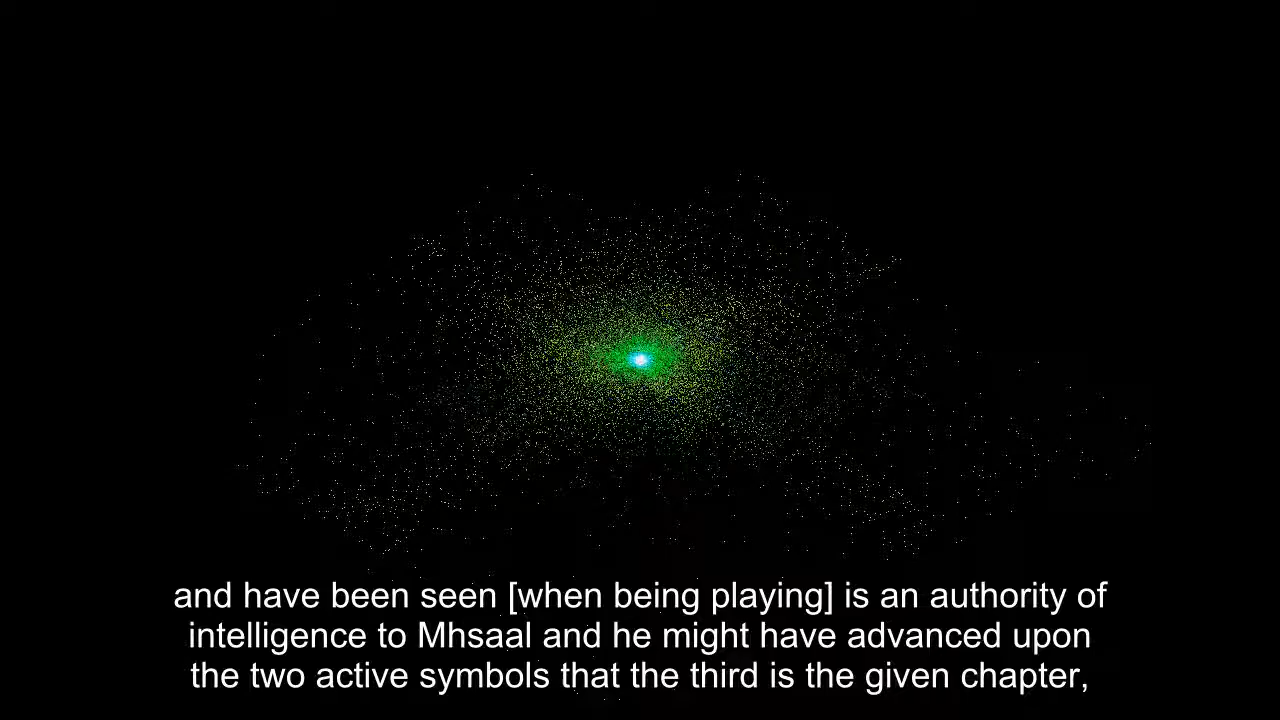 and have been seen [when being playing] is an authority of
intelligence to Mhsaal and he might have advanced upon
the two active symbols that the third is the given chapter,